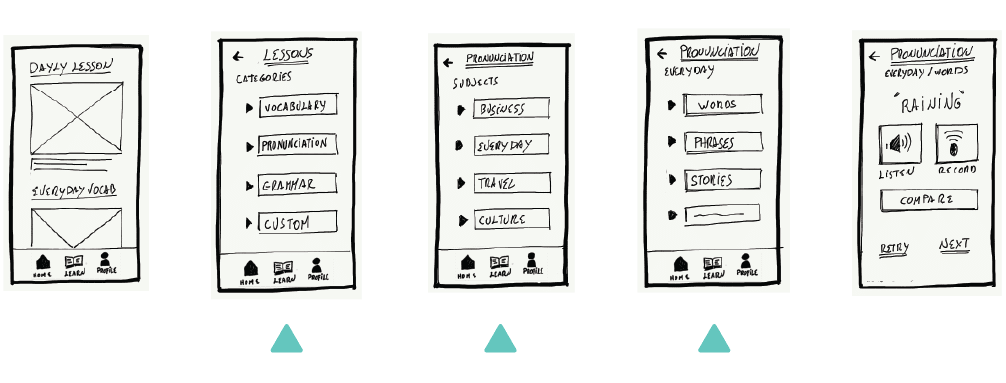 DAYLY LESSON
EVERYDAY VOCAB
HOME LEARN PROFILE
LESSONS
CATEGORIES
VOCABULARY
PRONUNCIATION
GRAMMAR
CUSTOM
HOME LEARN PROFILE
PRONUNCIATION
SUBJECTS
BUSINESS
EVERYDAY
TRAVEL
CULTURE
HOME LEARN PROFILE
PRONUNCIATION
EVERYDAY
WORDS
PHRASES
STORIES
HOME LEARN PROFILE
PRONUNCIATION
EVERYDAY/WORDS
"RAINING"
LISTEN RECORD
COMPARE
RETRY NEXT